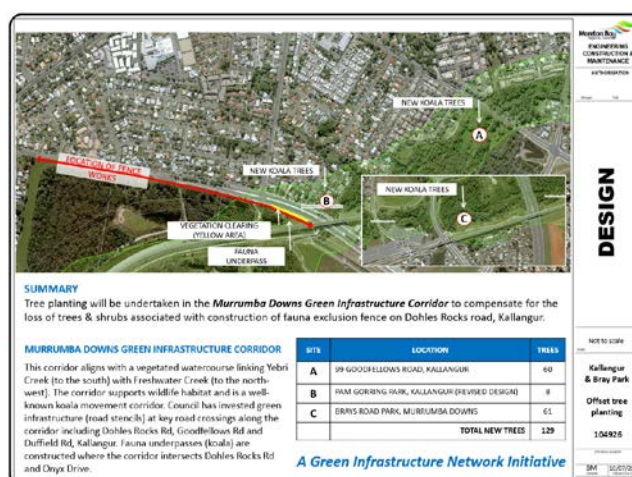 Moreton Bay
ENGINEERING
CONSTRUCTION &
MAINTENANCE
NEW KOALA TREES
A
LOCATION OF FENCE
WORKS
NEW KOALA TREES
B
NEW KOALA TREES
C
VEGETATION CLEARING
(YELLOW AREA)
FAUNA
UNDERPASS
DESIGN
SUMMARY
Tree planting will be undertaken in the Murrumba Downs Green Infrastructure Corridor to compensate for the
loss of trees & shrubs associated with construction of fauna exclusion fence on Dohles Rocks road, Kallangur.
MURRUMBA DOWNS GREEN INFRASTRUCTURE CORRIDOR
This corridor aligns with a vegetated watercourse linking Yebri
Creek (to the south) with Freshwater Creek (to the north-
west). The corridor supports wildlife habitat and is a well-
known koala movement corridor. Council has invested green
infrastructure (road stencils) at key road crossings along the
corridor including Dohles Rocks Rd, Goodfellows Rd and
Duffield Rd, Kallangur. Fauna underpasses (koala) are
constructed where the corridor intersects Dohles Rocks Rd
and Onyx Drive.
SITE LOCATION TREES
A 99 GOODFELLOWS ROAD, KALLANGUR 60
B PAM GORRING PARK, KALLANGUR (REVISED DESIGN) 8
C BRAYS ROAD PARK, MURRUMBA DOWNS 61
TOTAL NEW TREES 129
A Green Infrastructure Network Initiative
Not to scale
Kallangur
& Bray Park
Offset tree
planting
104926